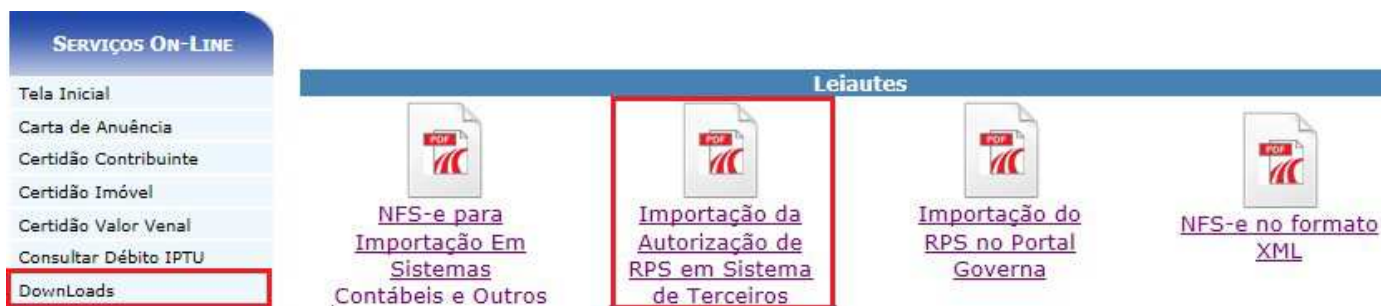 SERVIÇOS ON-LINE
Tela Inicial
Carta de Anuência
Certidão Contribuinte
Certidão Imóvel
Certidão Valor Venal
Consultar Débito IPTU
DownLoads
Leiautes
PDF
NFS-e para
Importação Em
Sistemas
Contábeis e Outros
PDF
Importação da
Autorização de
RPS em Sistema
de Terceiros
PDF
Importação do
RPS no Portal
Governa
PDF
NFS-e no formato
XML